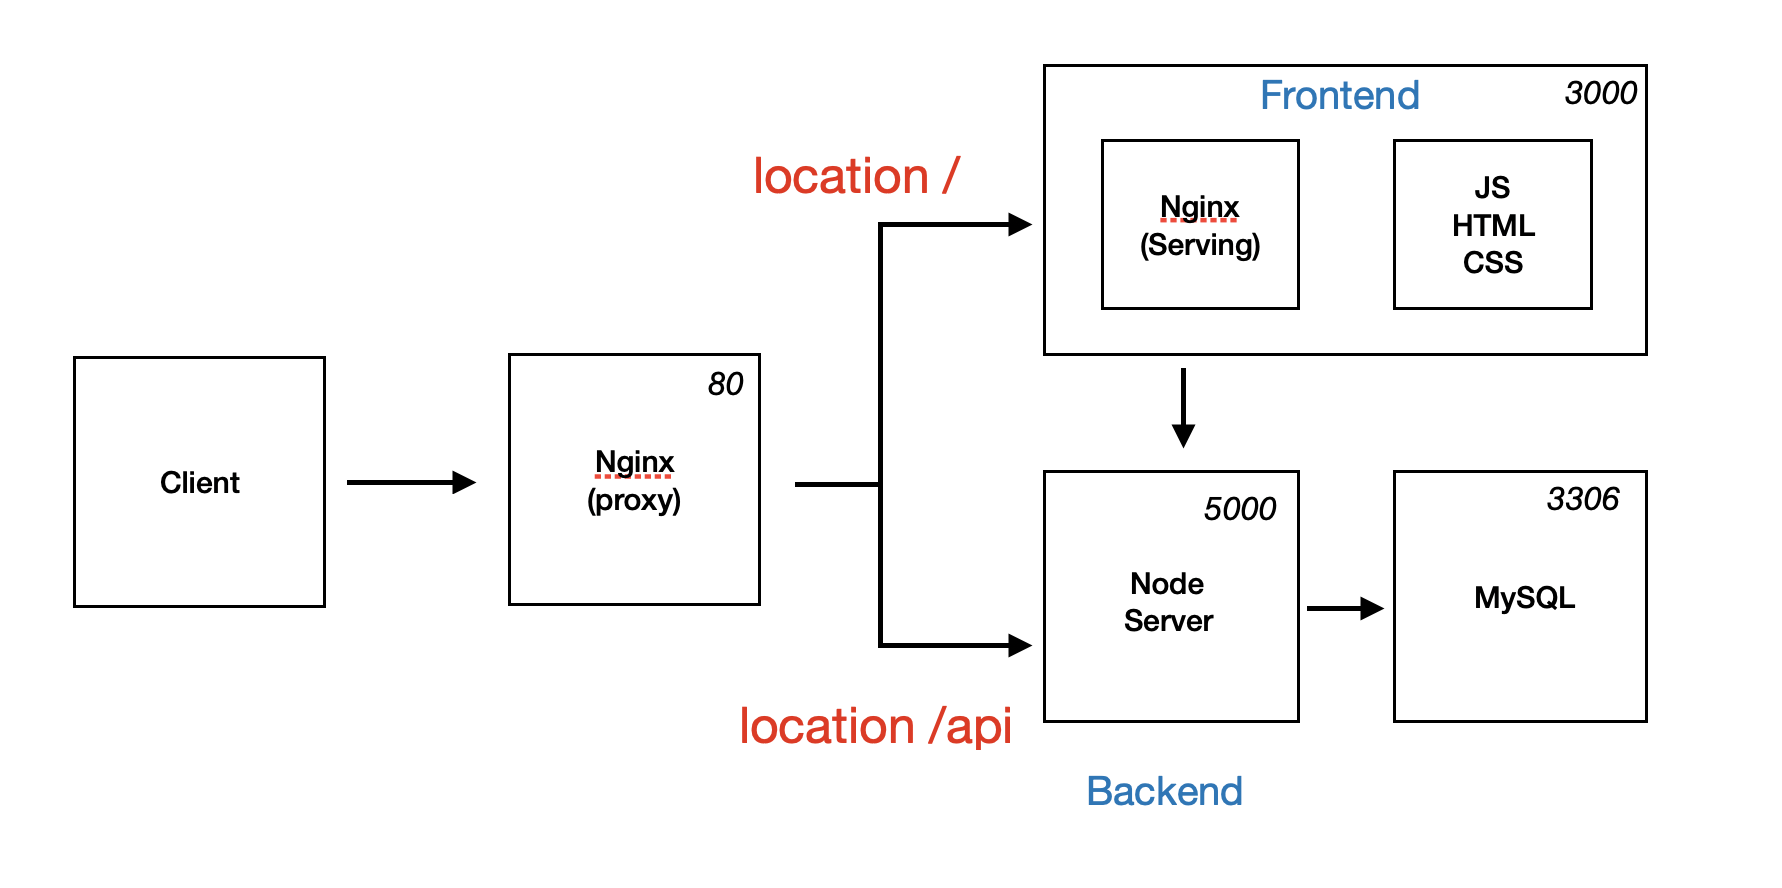 Frontend
3000
location /
Nginx
(Serving)
JS
HTML
CSS
80
Nginx
(proxy)
Client
5000
Node
Server
3306
MySQL
location /api
Backend